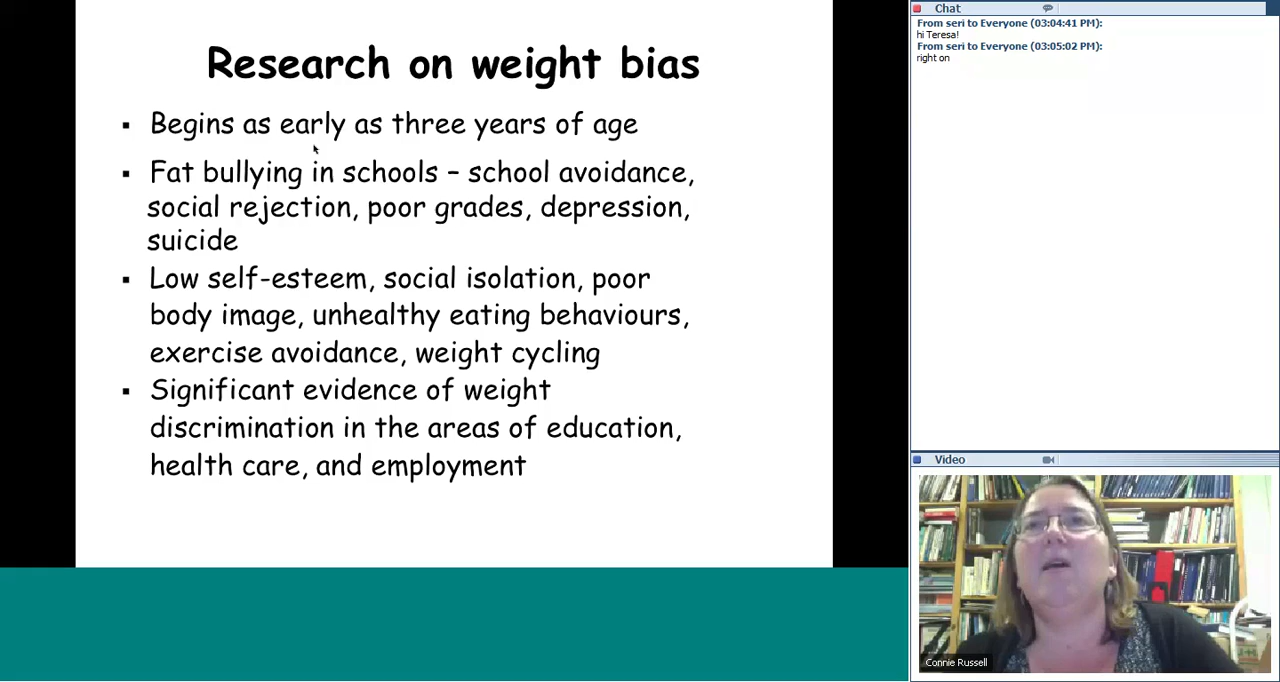 Research on weight bias
▪ Begins as early as three years of age
▪ Fat bullying in schools – school avoidance,
social rejection, poor grades, depression,
suicide
▪ Low self-esteem, social isolation, poor
body image, unhealthy eating behaviours,
exercise avoidance, weight cycling
▪ Significant evidence of weight
discrimination in the areas of education,
health care, and employment
Chat
From seri to Everyone (03:04:41 PM):
hi Teresa!
From seri to Everyone (03:05:02 PM):
right on
Video
Connie Russell